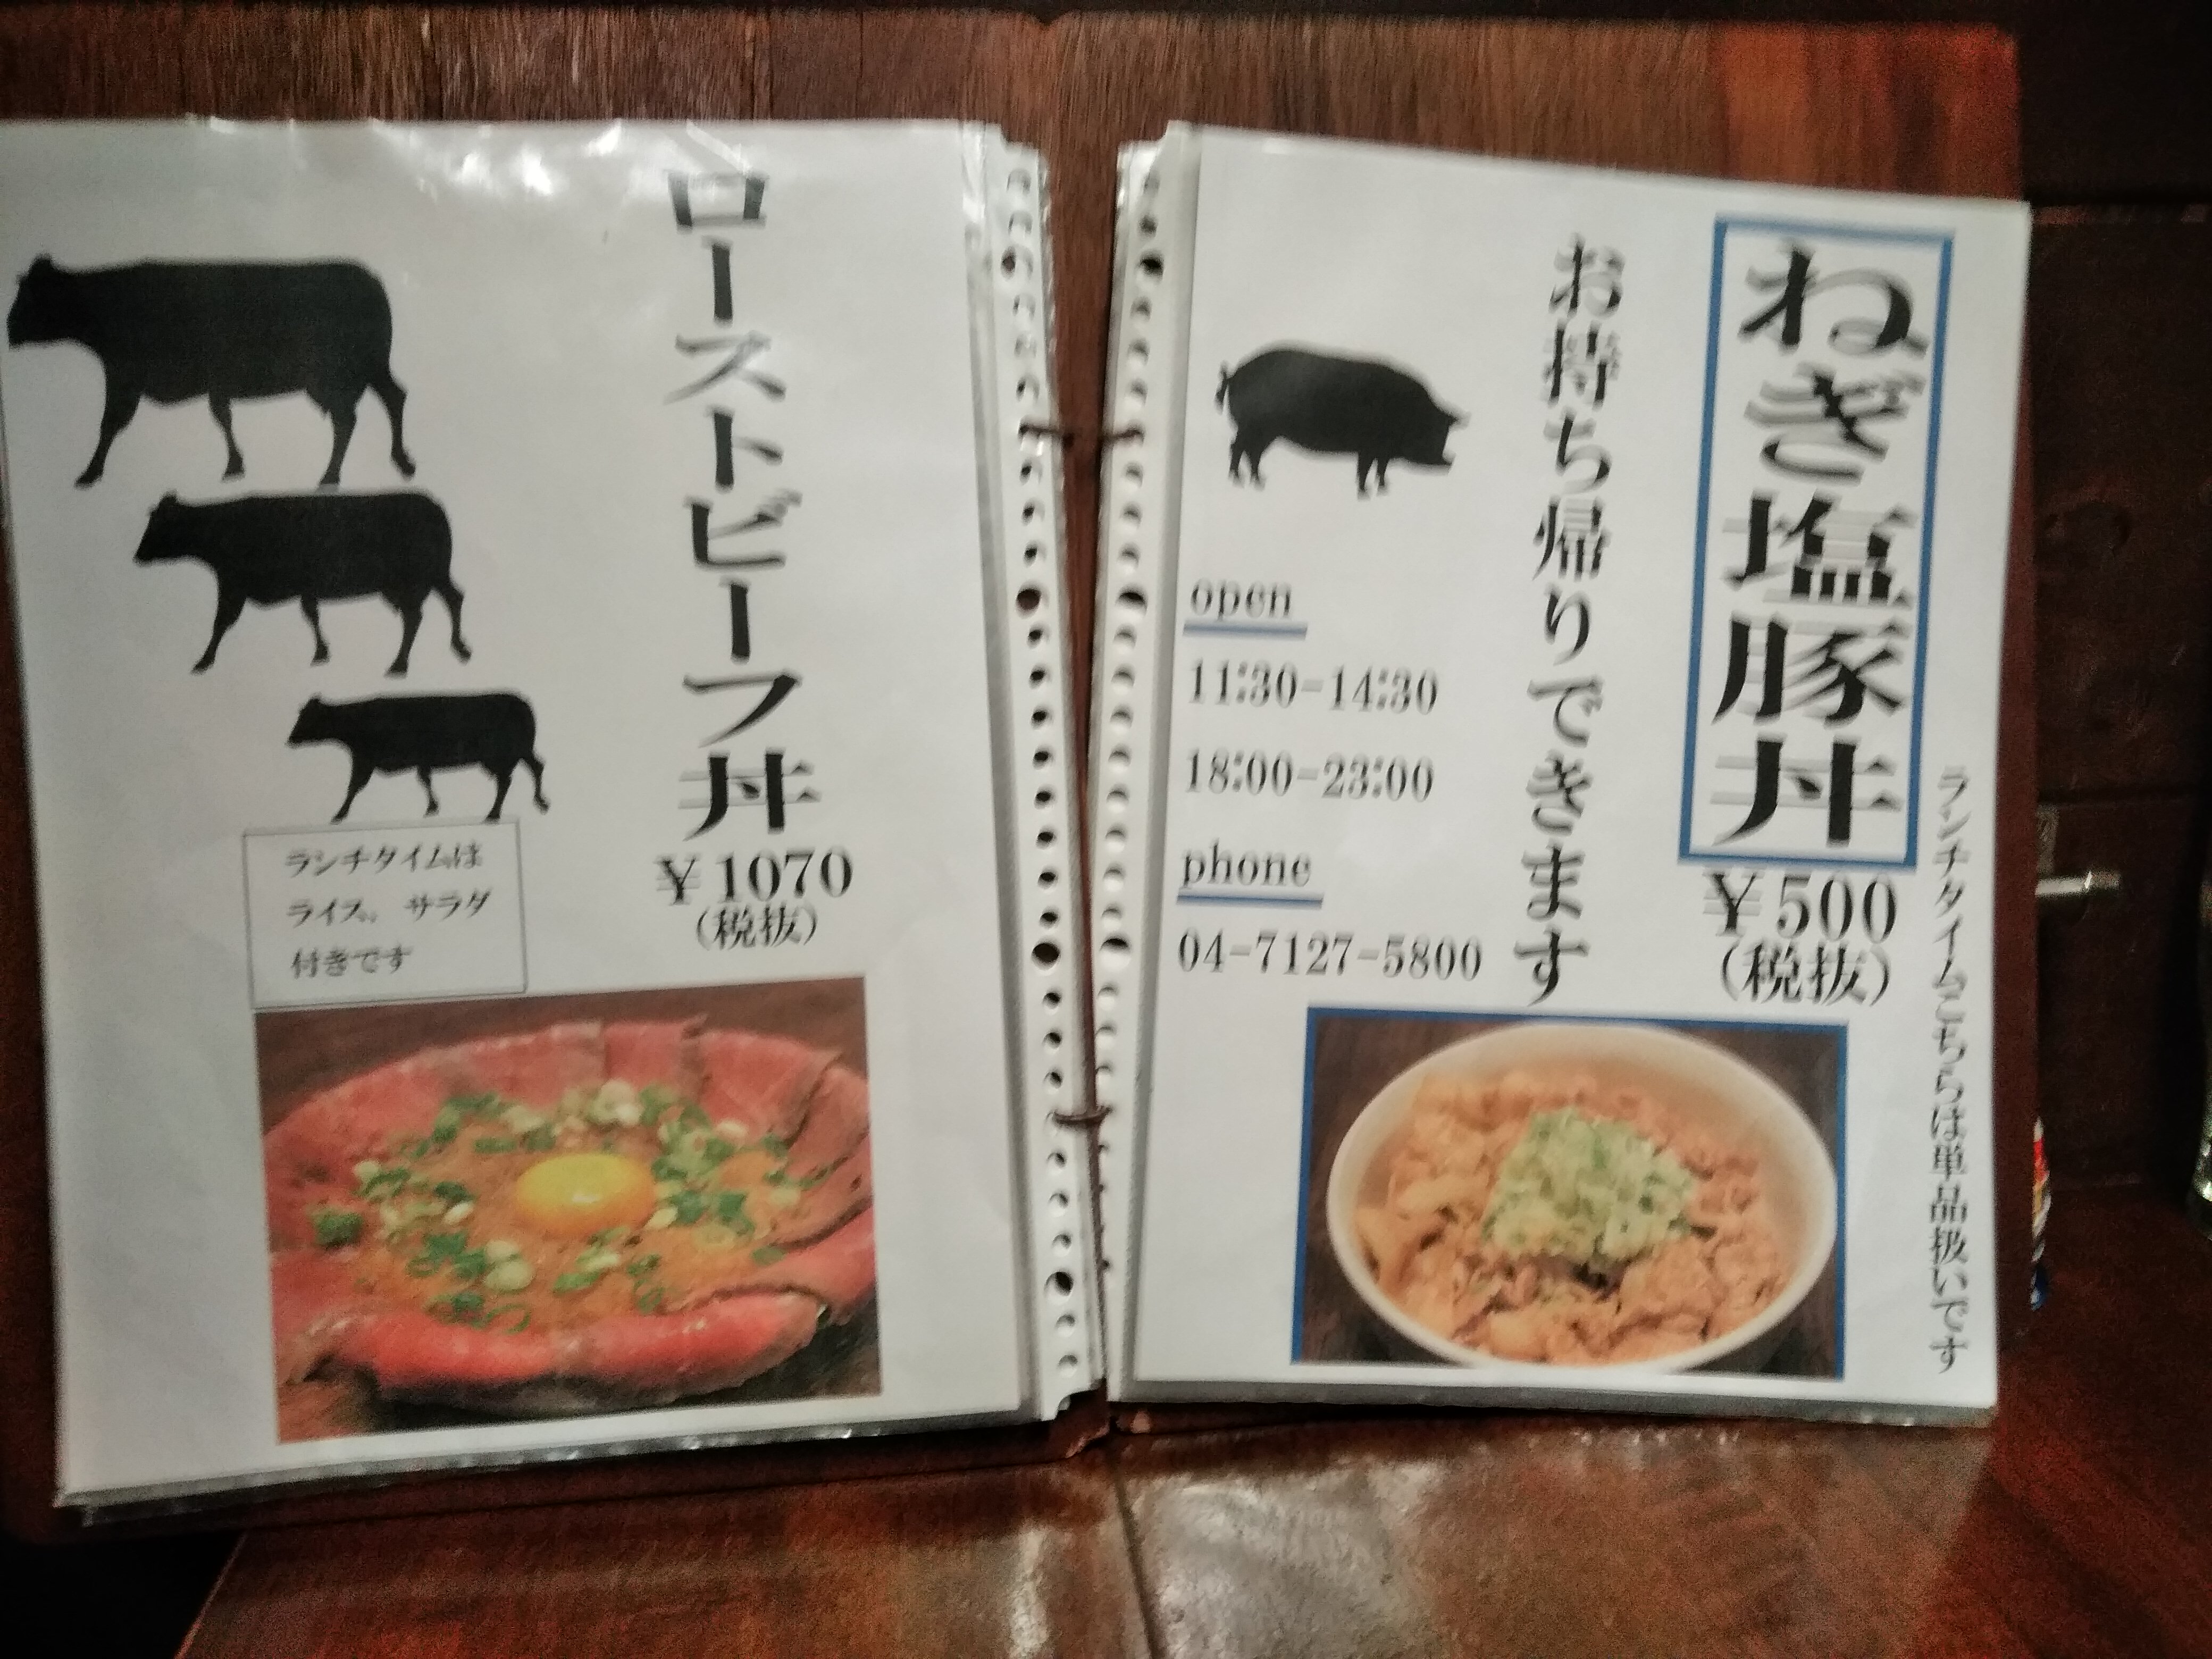 ローストビーフ丼
￥1070
(税抜)
ランチタイムは
ライス、サラダ
付きです
ランチタイムこちらは単品扱いです
ねぎ塩豚丼
￥500
(税抜)
お持ち帰りできます
open
11:30-14:30
18:00-23:00
phone
04-7127-5800